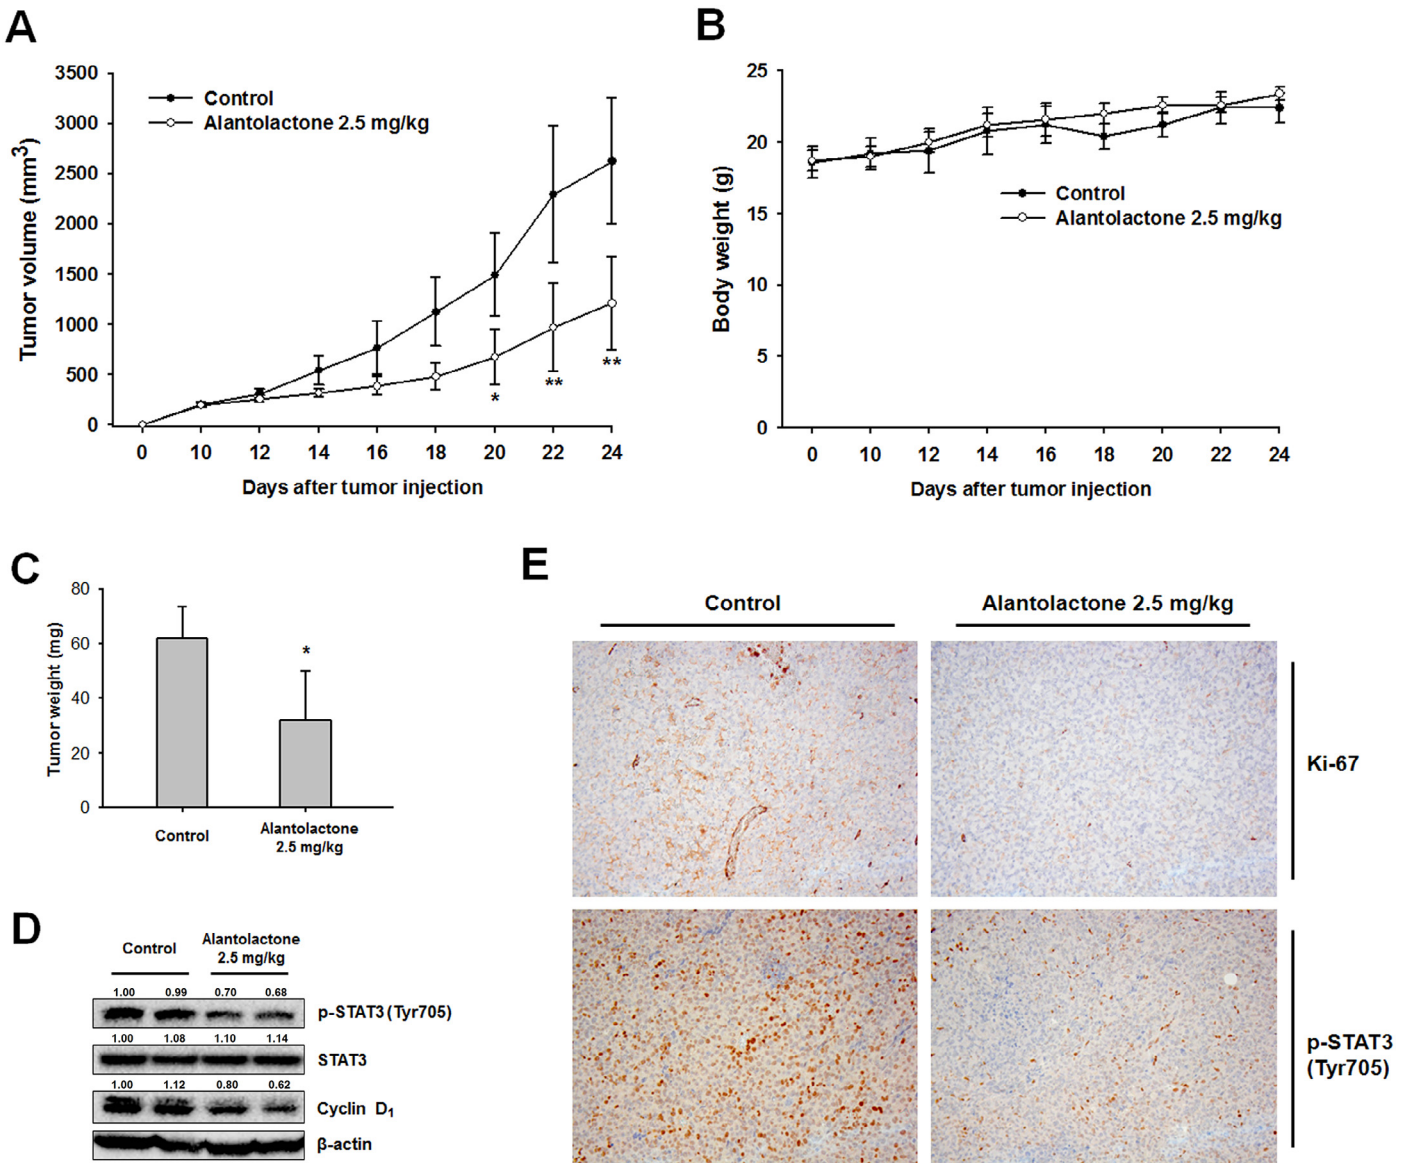 A
3500
3000
2500
2000
1500
1000
500
0
Tumor volume (mm3)
Control
Alantolactone 2.5 mg/kg
*
**
**
0 10 12 14 16 18 20 22 24
Days after tumor injection
B
25
20
15
10
5
0
Body weight (g)
Control
Alantolactone 2.5 mg/kg
0 10 12 14 16 18 20 22 24
Days after tumor injection
C
80
60
40
20
0
Tumor weight (mg)
*
Control
Alantolactone
2.5 mg/kg
D
Control
Alantolactone
2.5 mg/kg
1.00 0.99 0.70 0.68
p-STAT3 (Tyr705)
1.00 1.08 1.10 1.14
STAT3
1.00 1.12 0.80 0.62
Cyclin D1
β-actin
E
Control
Alantolactone 2.5 mg/kg
Ki-67
p-STAT3
(Tyr705)